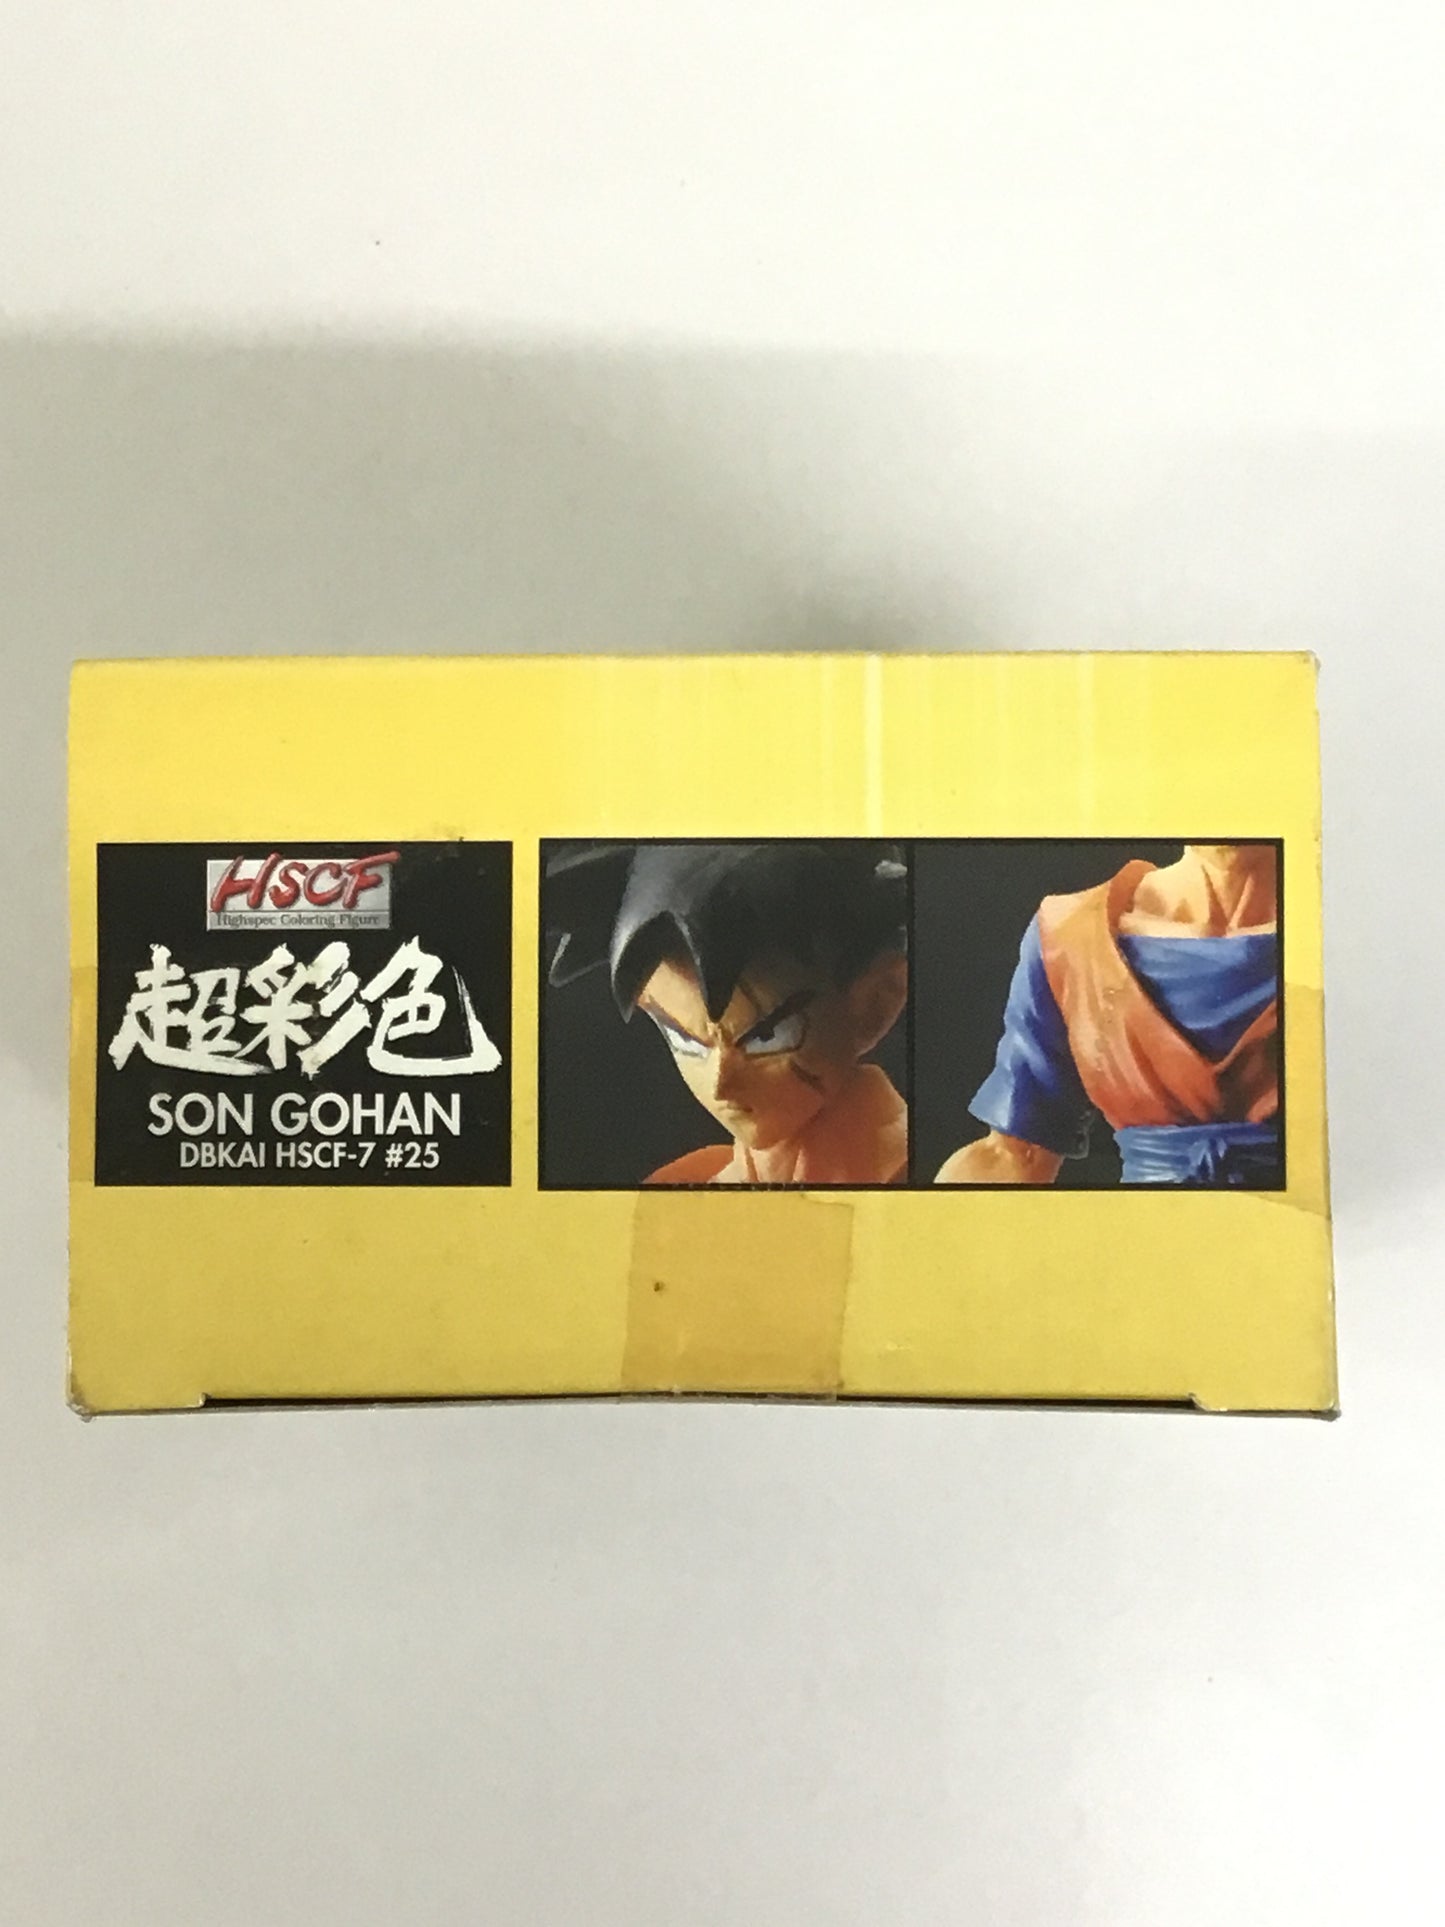 HSCF
Highspec Coloring Figure
超彩色
SON GOHAN
DBKAI HSCF-7 #25